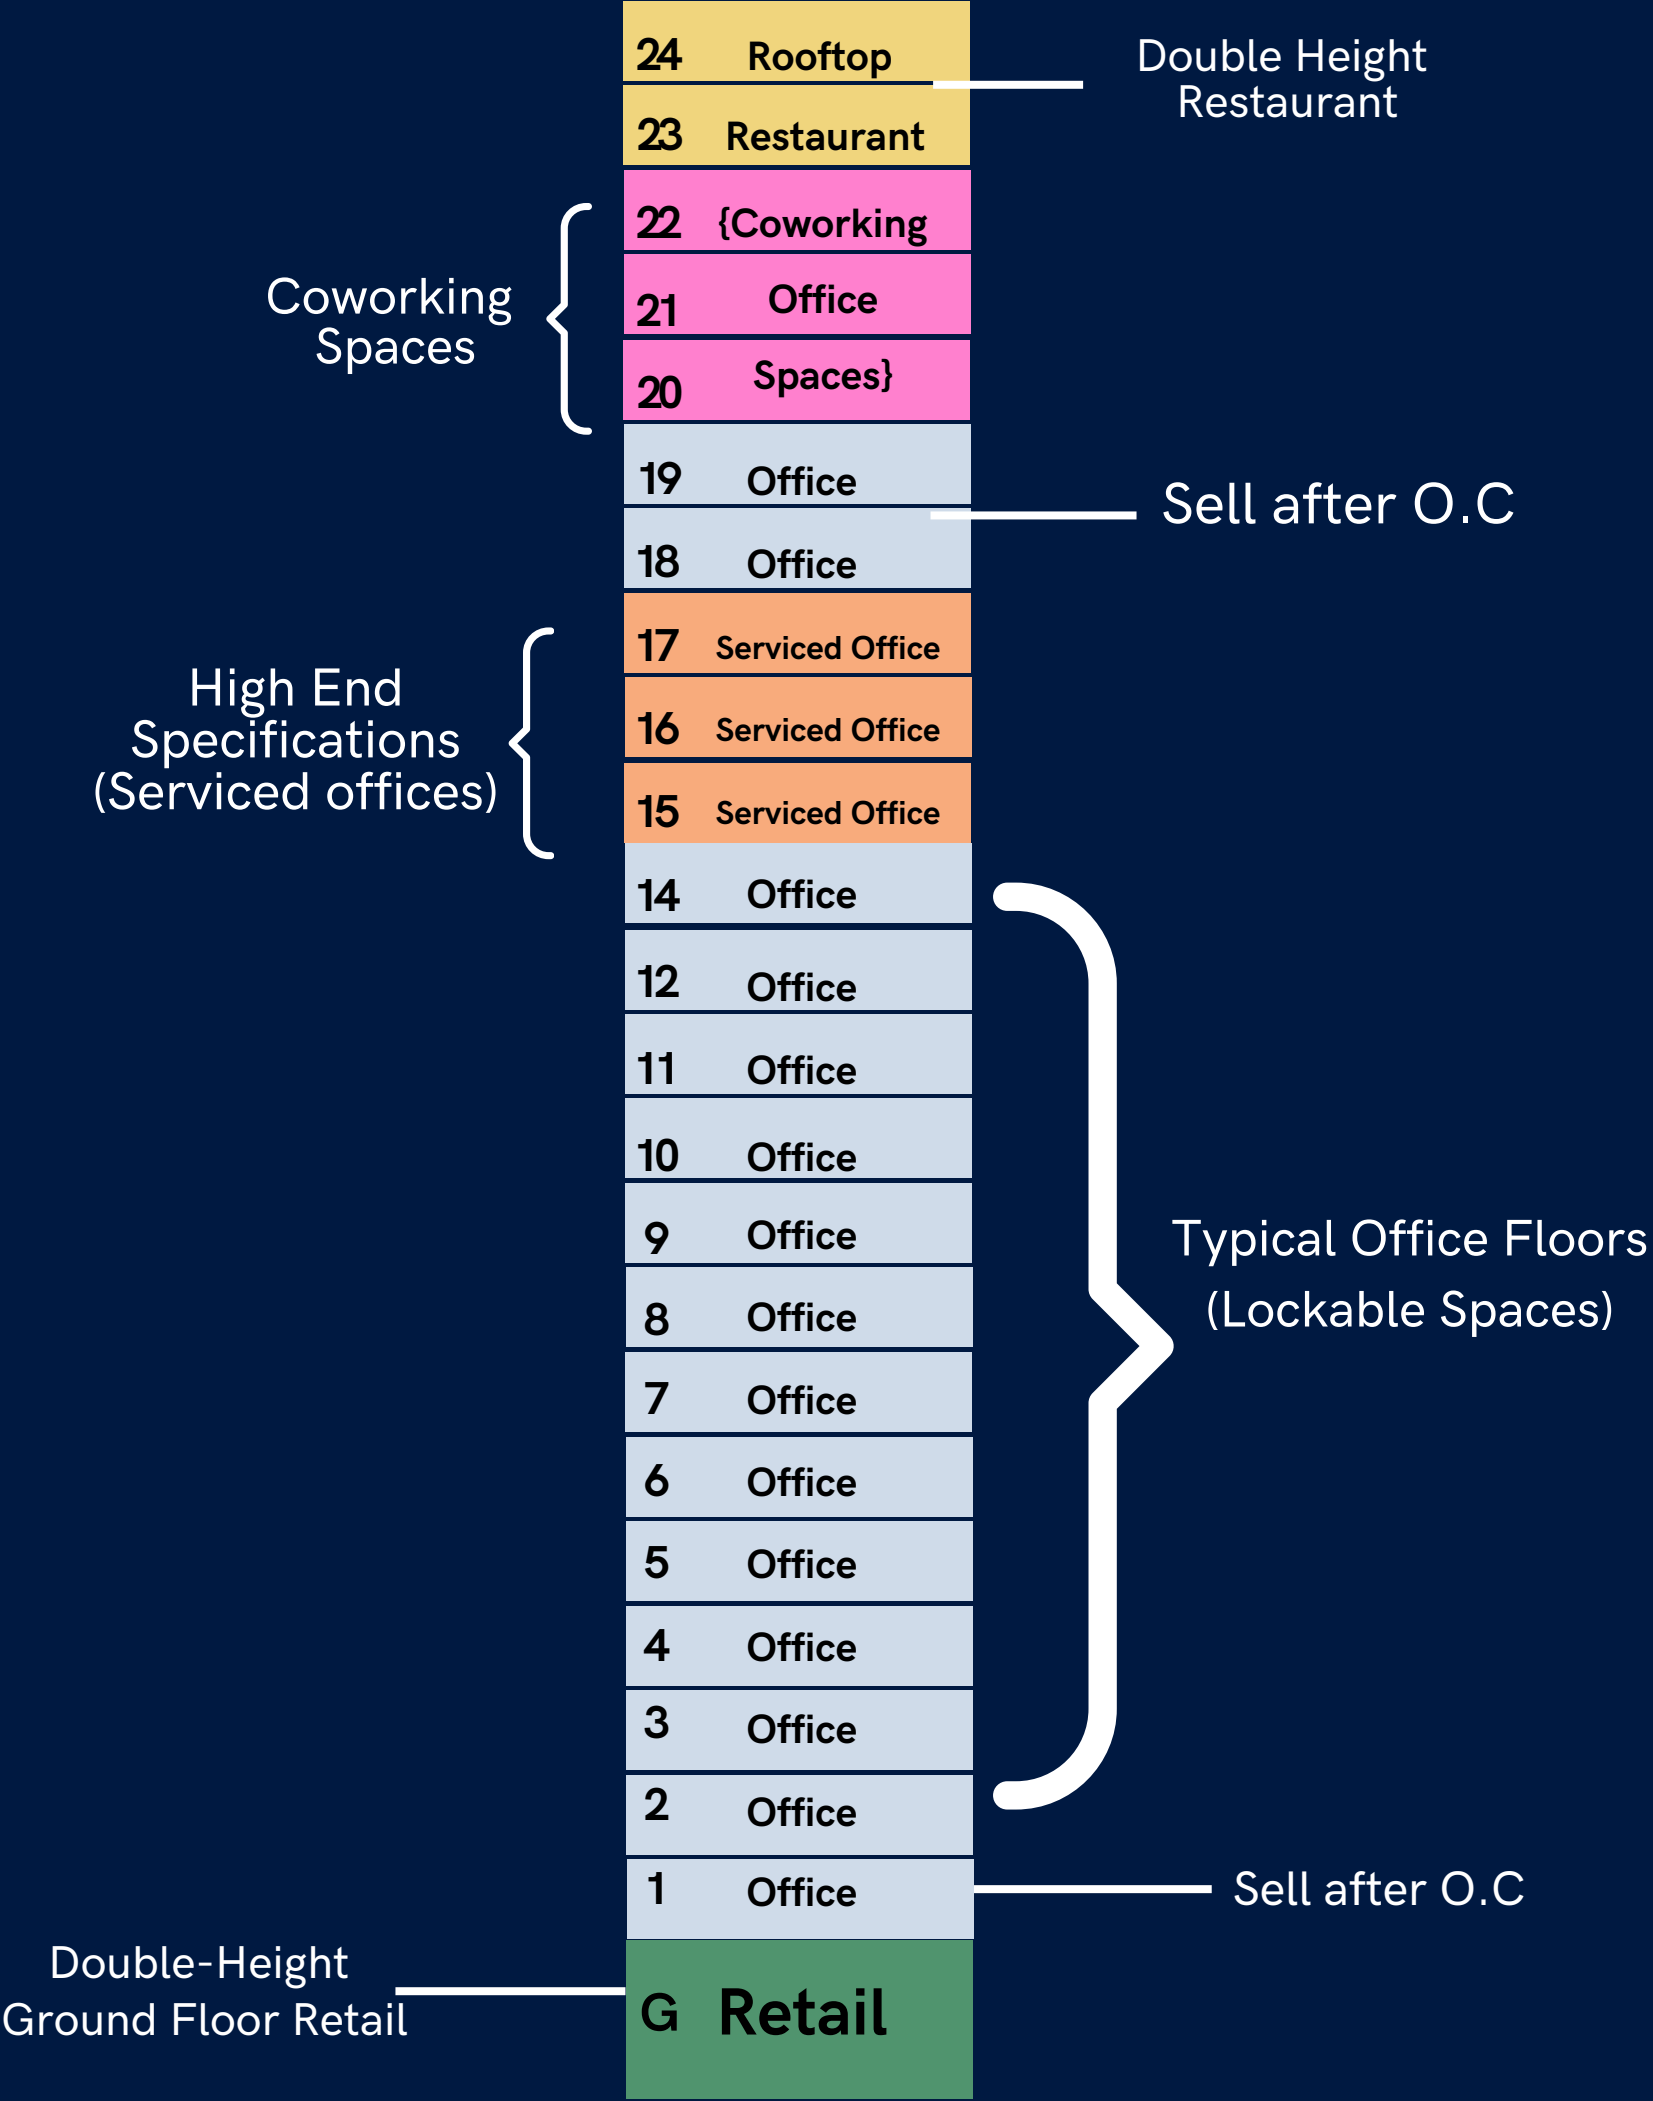 24 Rooftop
Double Height
Restaurant
23 Restaurant
22 {Coworking
21 Office
20 Spaces}
Coworking
Spaces
19 Office
Sell after O.C
18 Office
17 Serviced Office
16 Serviced Office
15 Serviced Office
High End
Specifications
(Serviced offices)
14 Office
12 Office
11 Office
10 Office
9 Office
8 Office
7 Office
6 Office
5 Office
4 Office
3 Office
2 Office
Typical Office Floors
(Lockable Spaces)
1 Office
Sell after O.C
Double-Height
Ground Floor Retail
G Retail